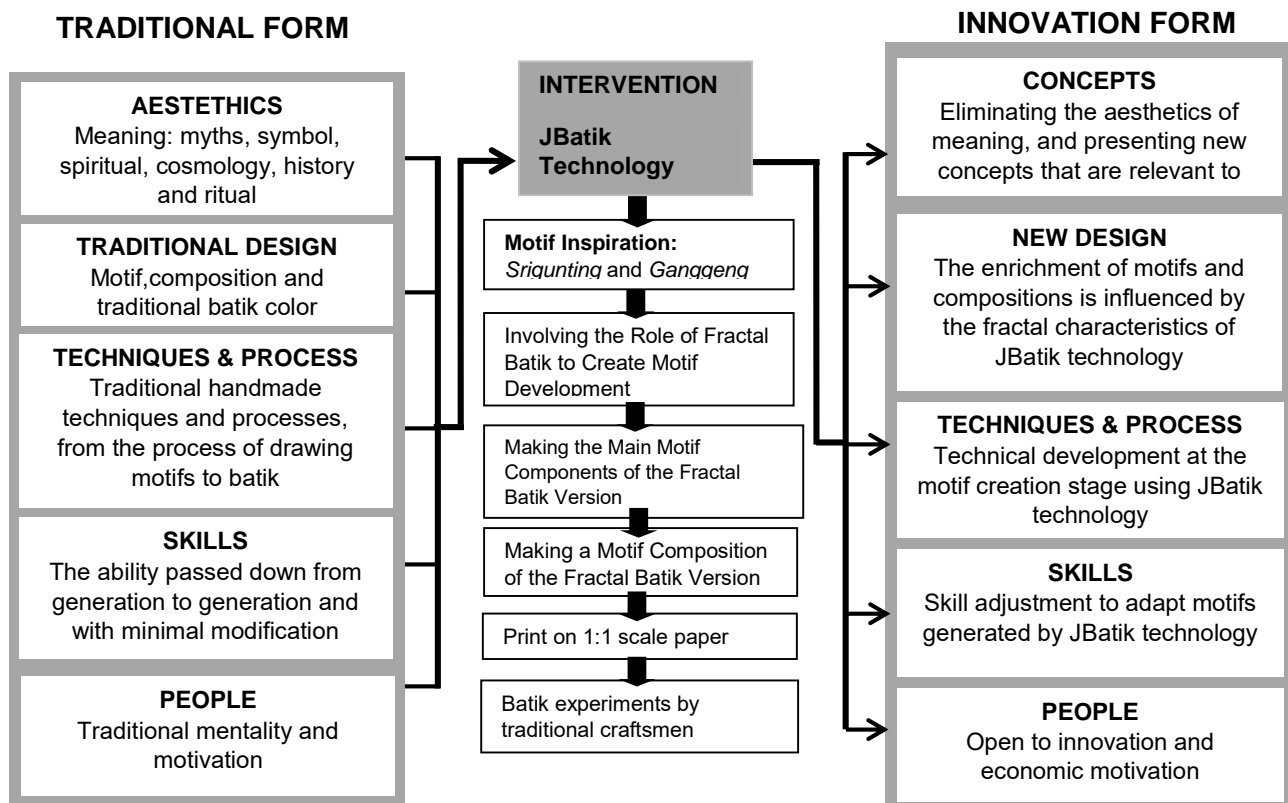 TRADITIONAL FORM
AESTETHICS
Meaning: myths, symbol,
spiritual, cosmology, history
and ritual
TRADITIONAL DESIGN
Motif,composition and
traditional batik color
TECHNIQUES & PROCESS
Traditional handmade
techniques and processes,
from the process of drawing
motifs to batik
SKILLS
The ability passed down from
generation to generation and
with minimal modification
PEOPLE
Traditional mentality and
motivation
INTERVENTION
JBatik
Technology
Motif Inspiration:
Srigunting and Ganggeng
Involving the Role of Fractal
Batik to Create Motif
Development
Making the Main Motif
Components of the Fractal
Batik Version
Making a Motif Composition
of the Fractal Batik Version
Print on 1:1 scale paper
Batik experiments by
traditional craftsmen
INNOVATION FORM
CONCEPTS
Eliminating the aesthetics of
meaning, and presenting new
concepts that are relevant to
NEW DESIGN
The enrichment of motifs and
compositions is influenced by
the fractal characteristics of
JBatik technology
TECHNIQUES & PROCESS
Technical development at the
motif creation stage using JBatik
technology
SKILLS
Skill adjustment to adapt motifs
generated by JBatik technology
PEOPLE
Open to innovation and
economic motivation